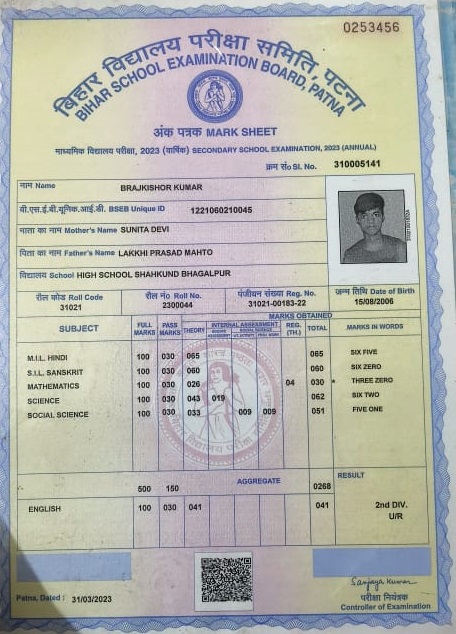 0253456
बिहार विद्यालय परीक्षा समिति, पटना
BIHAR SCHOOL EXAMINATION BOARD, PATNA
अंक पत्रक MARK SHEET
माध्यमिक विद्यालय परीक्षा, 2023 (वार्षिक) SECONDARY SCHOOL EXAMINATION, 2023 (ANNUAL)
क्रम सं० Sl. No. 310005141
नाम Name BRAJKISHOR KUMAR
बी.एस.ई.बी.यूनिक.आई.डी. BSEB Unique ID 1221060210045
माता का नाम Mother's Name SUNITA DEVI
पिता का नाम Father's Name LAKKHI PRASAD MAHTO
विद्यालय School HIGH SCHOOL SHAHKUND BHAGALPUR
रौल कोड Roll Code रौल नं० Roll No. पंजीयन संख्या Reg. No. जन्म तिथि Date of Birth
31021 2300044 31021-00183-22 15/08/2006
MARKS OBTAINED
SUBJECT FULL MARKS PASS MARKS THEORY INTERNAL ASSESSMENT REG. (TH.) TOTAL MARKS IN WORDS
M.I.L. HINDI 100 030 065 065 SIX FIVE
S.I.L. SANSKRIT 100 030 060 060 SIX ZERO
MATHEMATICS 100 030 026 04 030 * THREE ZERO
SCIENCE 100 030 043 019 062 SIX TWO
SOCIAL SCIENCE 100 030 033 009 009 051 FIVE ONE
500 150 AGGREGATE 0268 RESULT
ENGLISH 100 030 041 041 2nd DIV.
U/R
Patna, Dated : 31/03/2023
Sanjaya Kumar
परीक्षा नियंत्रक
Controller of Examination